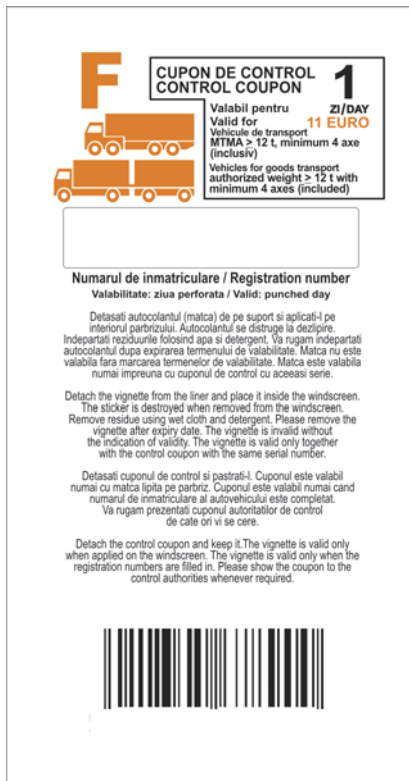 F
CUPON DE CONTROL
CONTROL COUPON
1
ZI/DAY
Valabil pentru
Valid for
11 EURO
Vehicule de transport
MTMA > 12 t, minimum 4 axe
(inclusiv)
Vehicles for goods transport
authorized weight > 12 t with
minimum 4 axes (included)
Numarul de inmatriculare / Registration number
Valabilitate: ziua perforata / Valid: punched day
Detasati autocolantul (matca) de pe suport si aplicati-l pe
interiorul parbrizului. Autocolantul se distruge la dezlipire.
Indepartati reziduurile folosind apa si detergent. Va rugam indepartati
autocolantul dupa expirarea termenului de valabilitate. Matca nu este
valabila fara marcarea termenelor de valabilitate. Matca este valabila
numai impreuna cu cuponul de control cu aceeasi serie.
Detach the vignette from the liner and place it inside the windscreen.
The sticker is destroyed when removed from the windscreen.
Remove residue using wet cloth and detergent. Please remove the
vignette after expiry date. The vignette is invalid without
the indication of validity. The vignette is valid only together
with the control coupon with the same serial number.
Detasati cuponul de control si pastrati-l. Cuponul este valabil
numai cu matca lipita pe parbriz. Cuponul este valabil numai cand
numarul de inmatriculare al autovehicului este completat.
Va rugam prezentati cuponul autoritatilor de control
de cate ori vi se cere.
Detach the control coupon and keep it.The vignette is valid only
when applied on the windscreen. The vignette is valid only when the
registration numbers are filled in. Please show the coupon to the
control authorities whenever required.